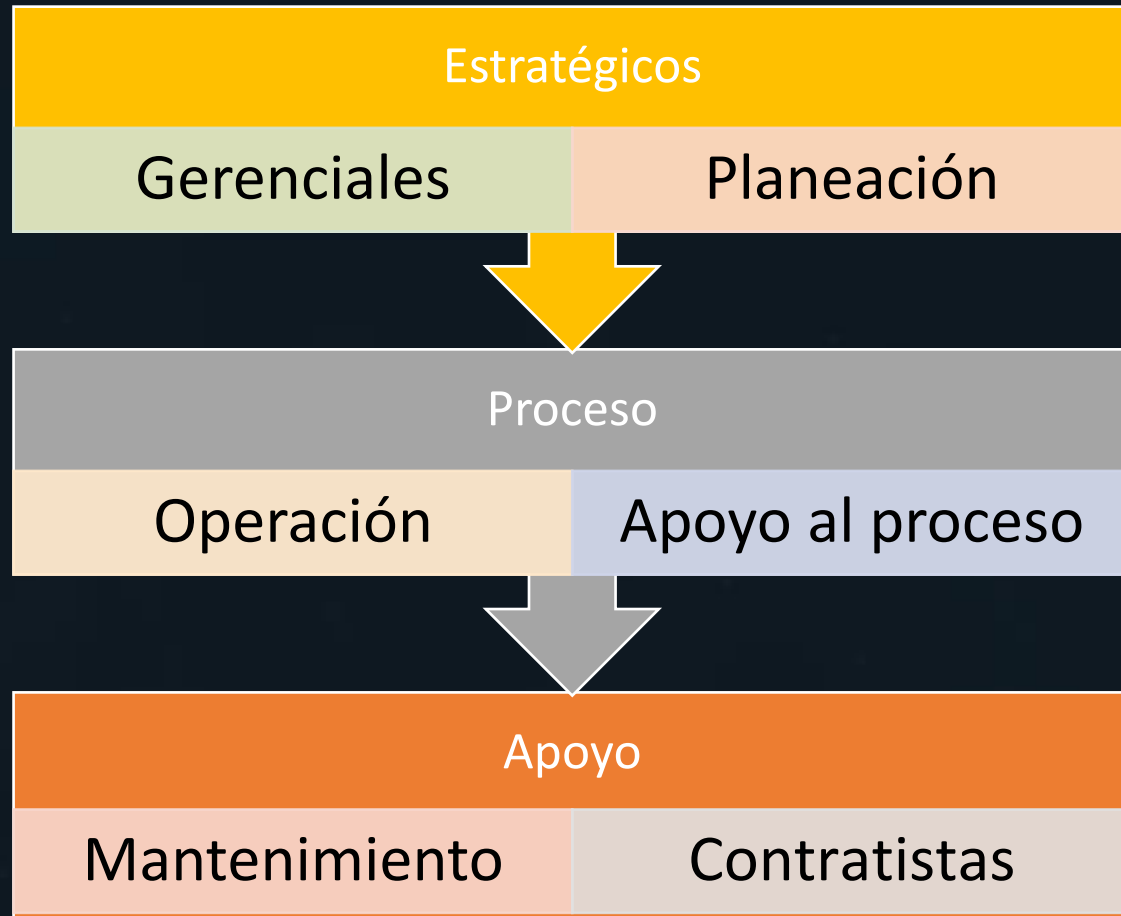 Estratégicos
Gerenciales Planeación
Proceso
Operación Apoyo al proceso
Apoyo
Mantenimiento Contratistas